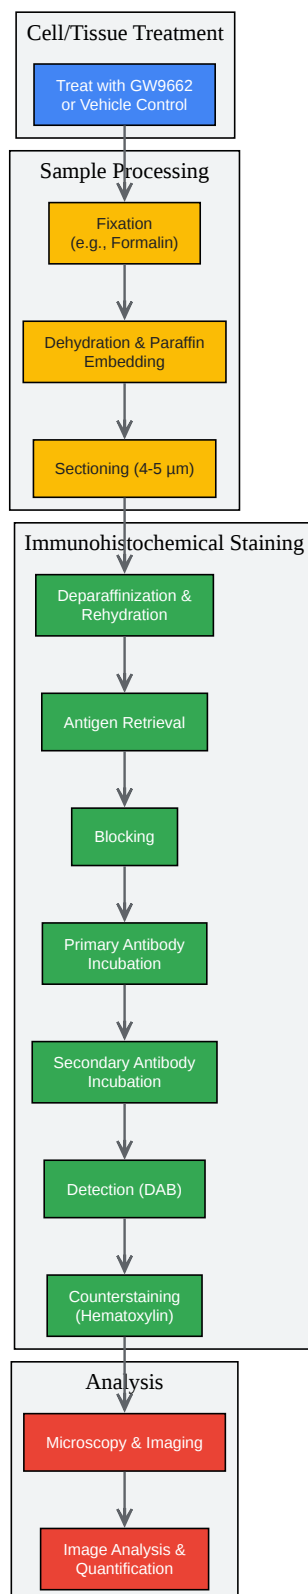 Cell/Tissue Treatment
Treat with GW9662
or Vehicle Control
Sample Processing
Fixation
(e.g., Formalin)
Dehydration & Paraffin
Embedding
Sectioning (4-5 µm)
Immunohistochemical Staining
Deparaffinization &
Rehydration
Antigen Retrieval
Blocking
Primary Antibody
Incubation
Secondary Antibody
Incubation
Detection (DAB)
Counterstaining
(Hematoxylin)
Analysis
Microscopy & Imaging
Image Analysis &
Quantification